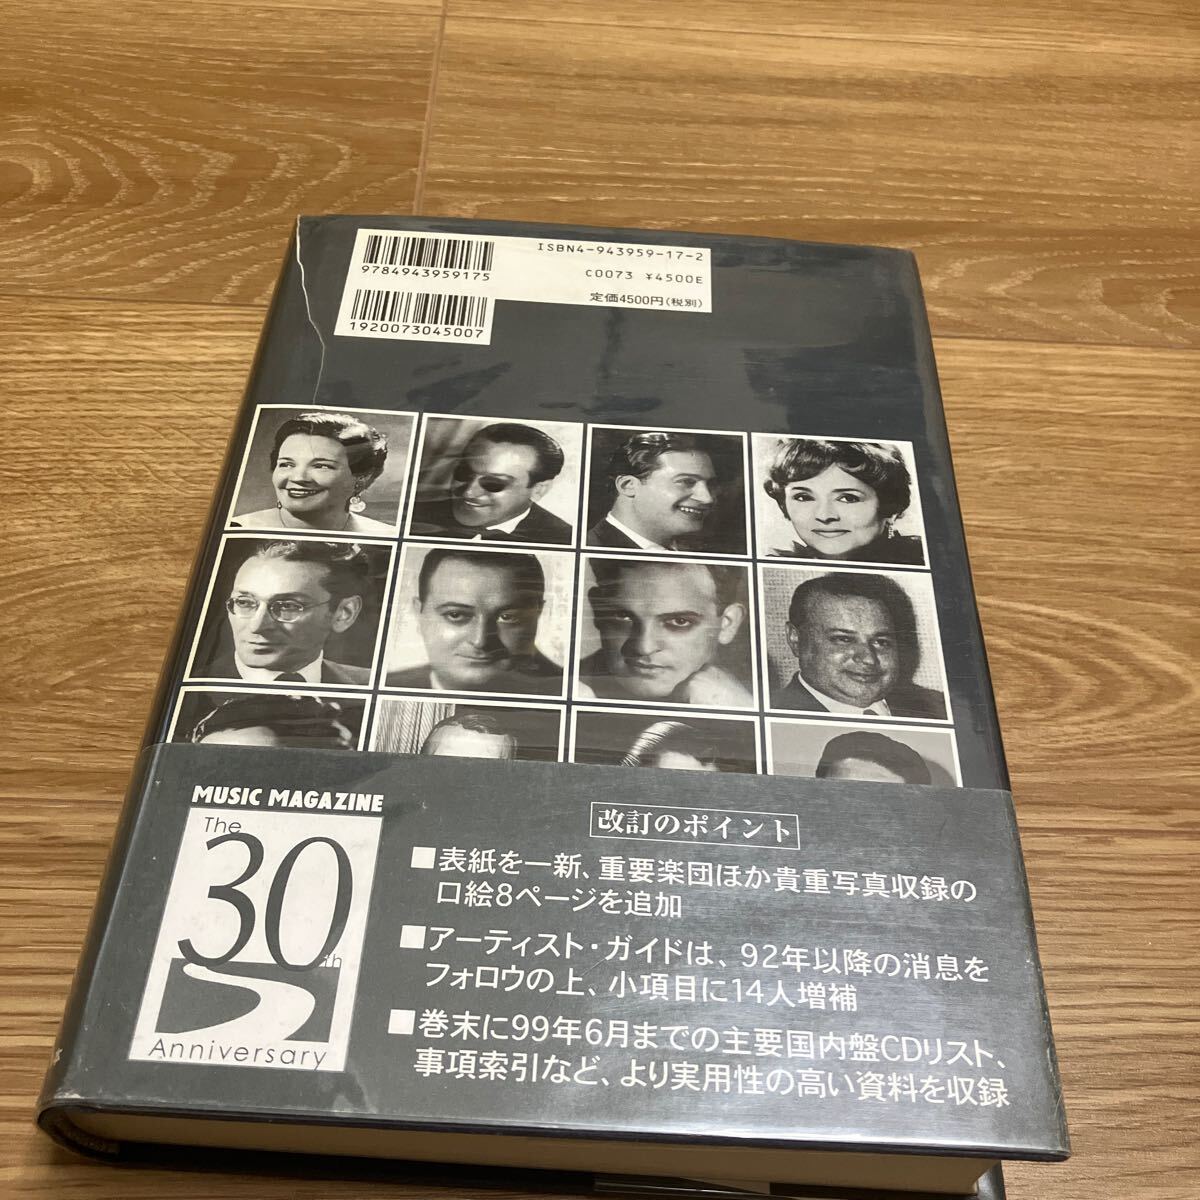 9784943959175
1920073045007
ISBN4-943959-17-2
C0073 ¥4500E
定価4500円(税別)
MUSIC MAGAZINE
The
30th
Anniversary
改訂のポイント
■表紙を一新、重要楽団ほか貴重写真収録の
口絵8ページを追加
■アーティスト・ガイドは、92年以降の消息を
フォロウの上、小項目に14人増補
■巻末に99年6月までの主要国内盤CDリスト、
事項索引など、より実用性の高い資料を収録